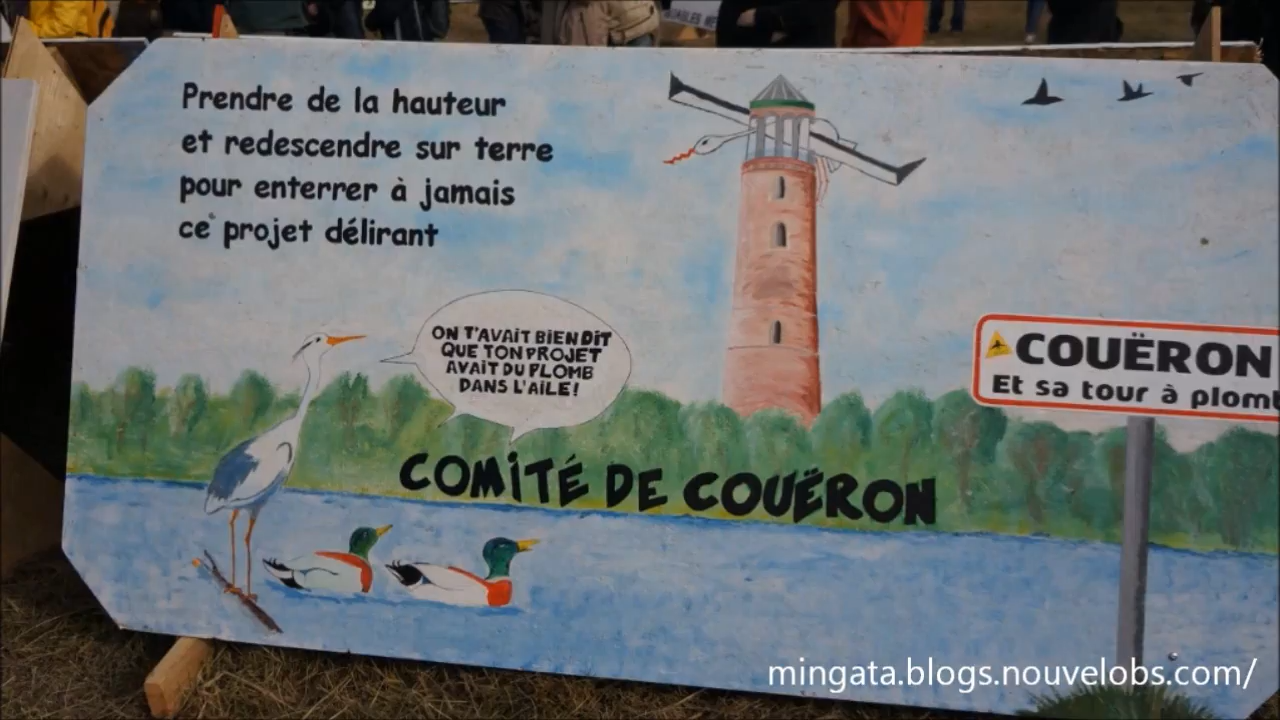 Prendre de la hauteur
et redescendre sur terre
pour enterrer à jamais
ce projet délirant
ON T'AVAIT BIEN DIT
QUE TON PROJET
AVAIT DU PLOMB
DANS L'AILE!
COUËRON
Et sa tour à plomb
COMITÉ DE COUËRON
mingata.blogs.nouvelobs.com/